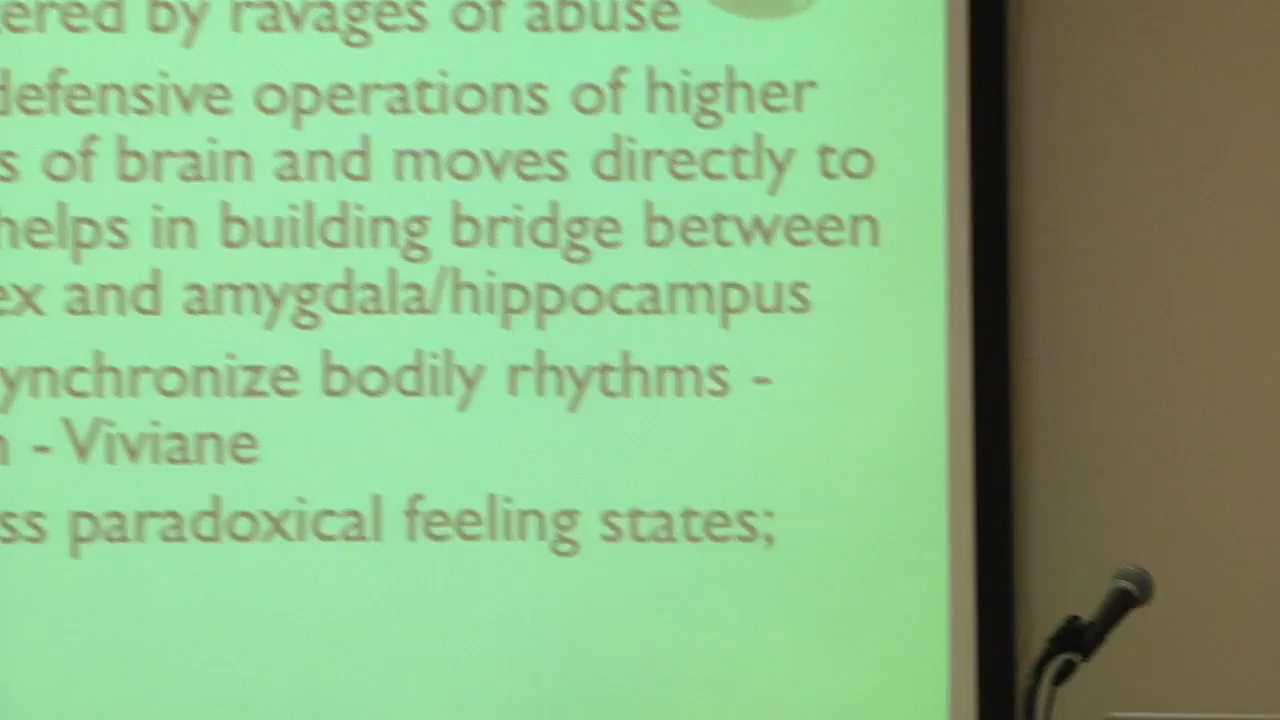 ered by ravages of abuse
defensive operations of higher
s of brain and moves directly to
helps in building bridge between
ex and amygdala/hippocampus
ynchronize bodily rhythms -
n - Viviane
ss paradoxical feeling states;